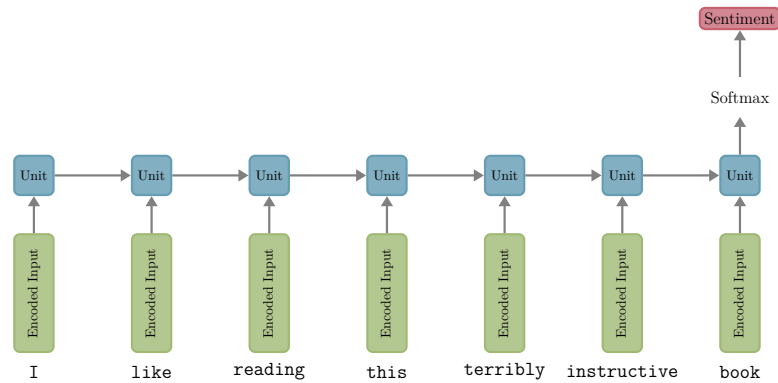 Sentiment
Softmax
Unit Unit Unit Unit Unit Unit Unit
Encoded Input Encoded Input Encoded Input Encoded Input Encoded Input Encoded Input Encoded Input
I like reading this terribly instructive book